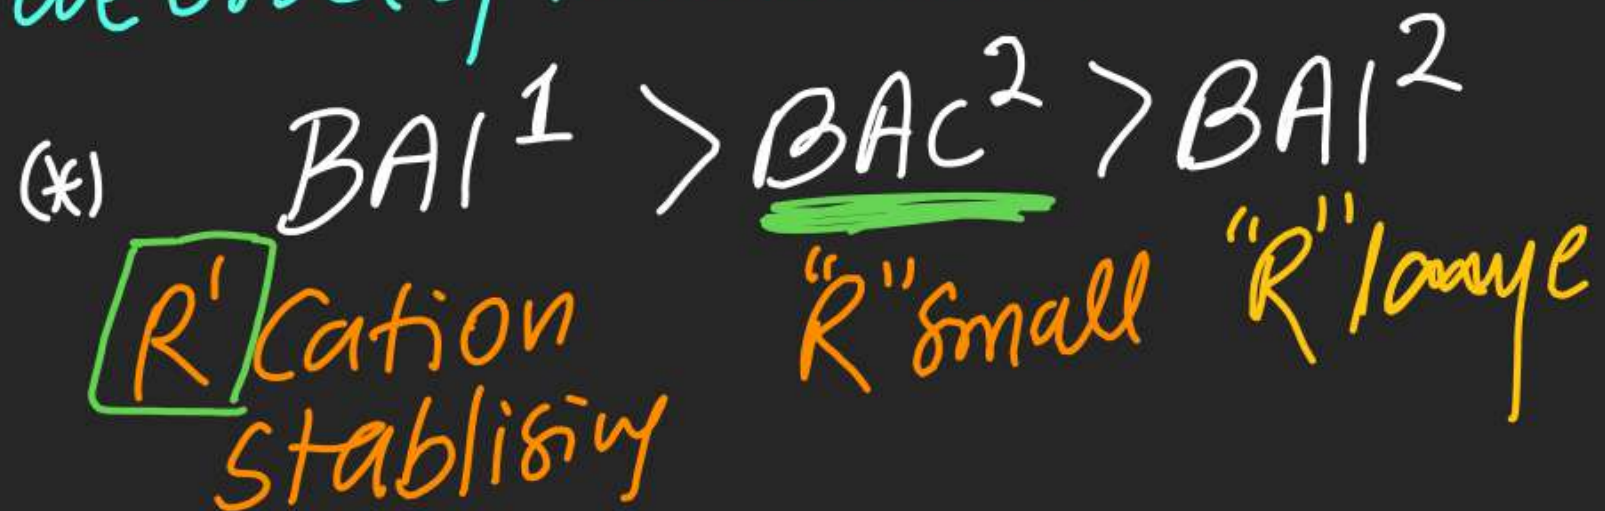 (*) BAl¹ > BAc² > BAl²
R' Cation "R" small "R" large
stablising